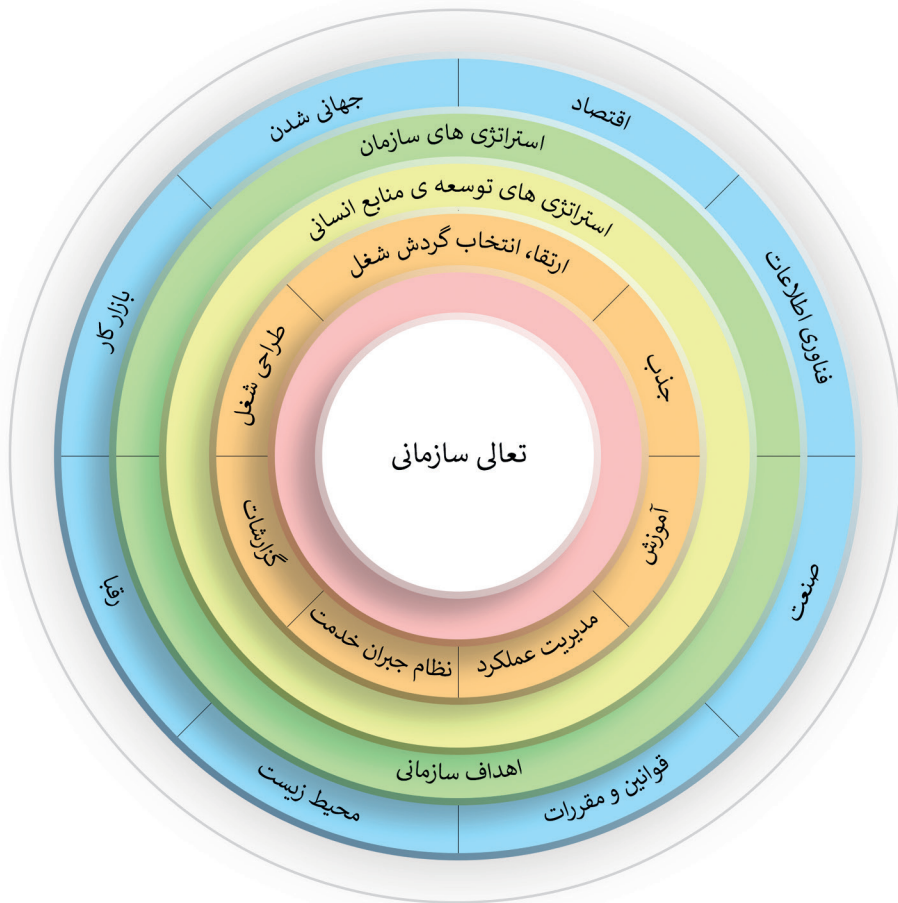 اقتصاد
فناوری اطلاعات
صنعت
قوانین و مقررات
محیط زیست
رقبا
بازار کار
جهانی شدن
استراتژی های سازمان
اهداف سازمانی
استراتژی های توسعه ی منابع انسانی
ارتقا، انتخاب گردش شغل
جذب
آموزش
مدیریت عملکرد
نظام جبران خدمت
گزارشات
طراحی شغل
تعالی سازمانی